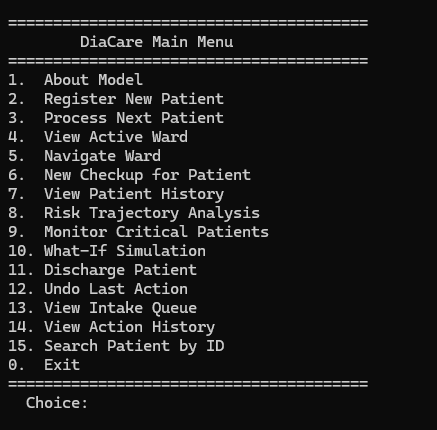 ========================================
DiaCare Main Menu
========================================
1.  About Model
2.  Register New Patient
3.  Process Next Patient
4.  View Active Ward
5.  Navigate Ward
6.  New Checkup for Patient
7.  View Patient History
8.  Risk Trajectory Analysis
9.  Monitor Critical Patients
10. What-If Simulation
11. Discharge Patient
12. Undo Last Action
13. View Intake Queue
14. View Action History
15. Search Patient by ID
0.  Exit
========================================
Choice: